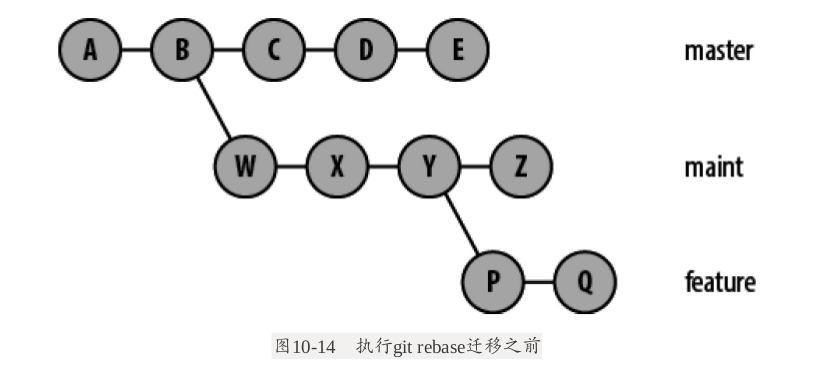 A B C D E master
W X Y Z maint
P Q feature
图10-14 执行git rebase迁移之前